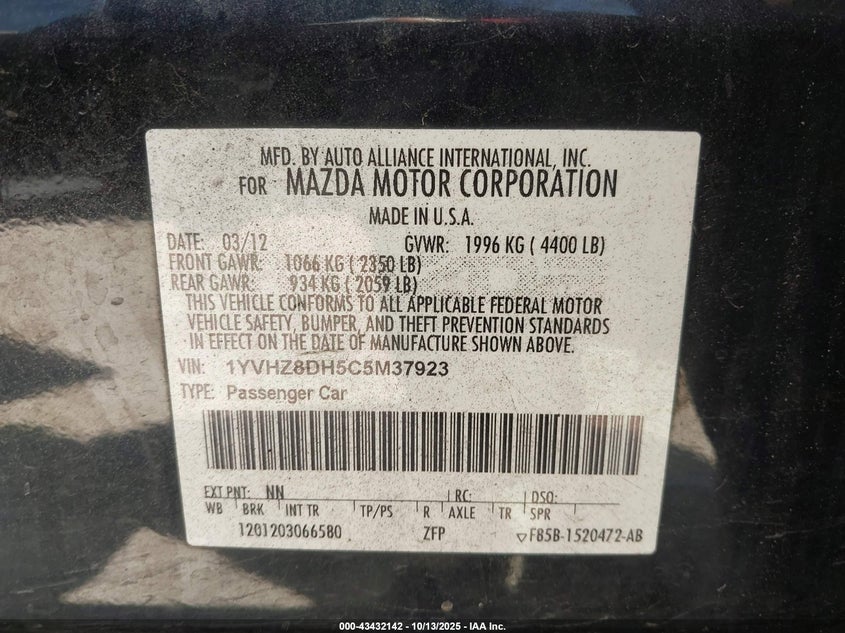 MFD. BY AUTO ALLIANCE INTERNATIONAL, INC.
FOR MAZDA MOTOR CORPORATION
MADE IN U.S.A.
DATE: 03/12 GVWR: 1996 KG ( 4400 LB)
FRONT GAWR: 1066 KG ( 2350 LB)
REAR GAWR: 934 KG ( 2059 LB)
THIS VEHICLE CONFORMS TO ALL APPLICABLE FEDERAL MOTOR
VEHICLE SAFETY, BUMPER, AND THEFT PREVENTION STANDARDS
IN EFFECT ON THE DATE OF MANUFACTURE SHOWN ABOVE.
VIN: 1YVHZ8DH5C5M37923
TYPE: Passenger Car
EXT PNT: NN RC: DSO:
WB BRK INT TR TP/PS R AXLE TR SPR
1201203066580 ZFP ▽FB5B-1520472-AB
000-43432142 - 10/13/2025 - IAA Inc.